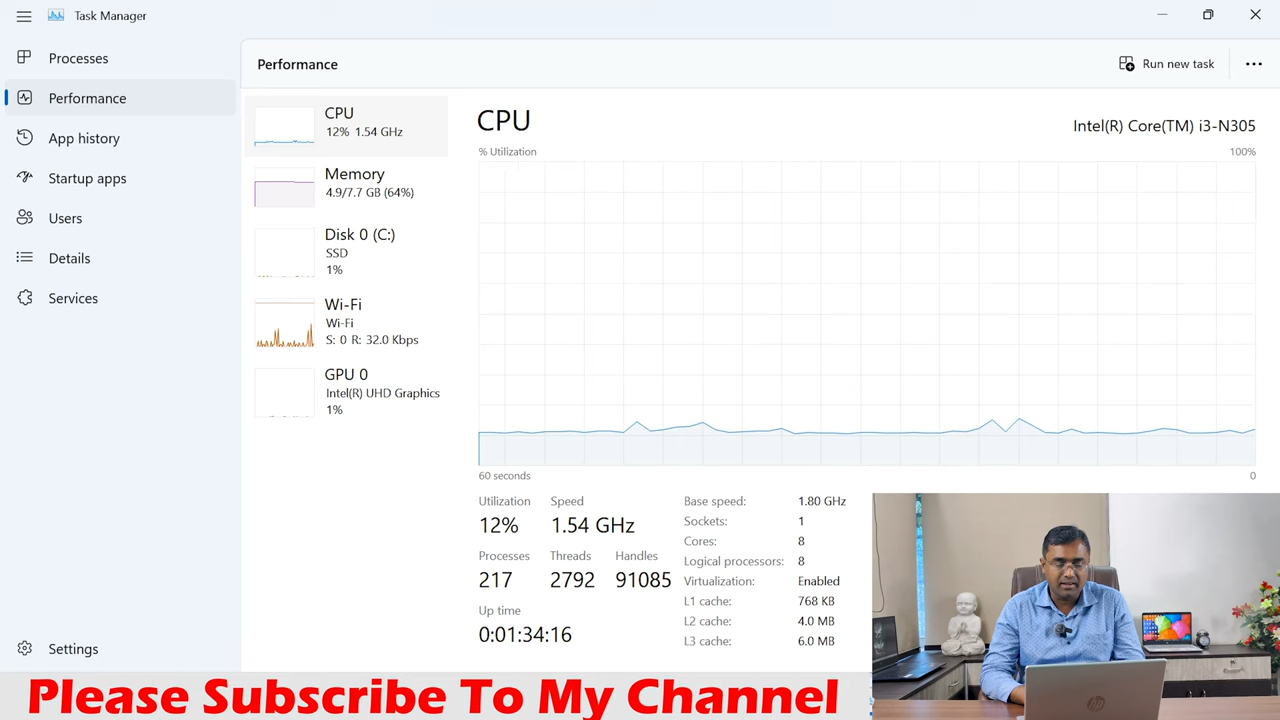 Task Manager
Processes
Performance
App history
Startup apps
Users
Details
Services
Settings
Performance
Run new task
CPU
12% 1.54 GHz
Memory
4.9/7.7 GB (64%)
Disk 0 (C:)
SSD
1%
Wi-Fi
Wi-Fi
S: 0 R: 32.0 Kbps
GPU 0
Intel(R) UHD Graphics
1%
CPU
Intel(R) Core(TM) i3-N305
% Utilization
100%
60 seconds
0
Utilization
Speed
12%
1.54 GHz
Processes
Threads
Handles
217
2792
91085
Up time
0:01:34:16
Base speed:
1.80 GHz
Sockets:
1
Cores:
8
Logical processors:
8
Virtualization:
Enabled
L1 cache:
768 KB
L2 cache:
4.0 MB
L3 cache:
6.0 MB
Please Subscribe To My Channel
hp